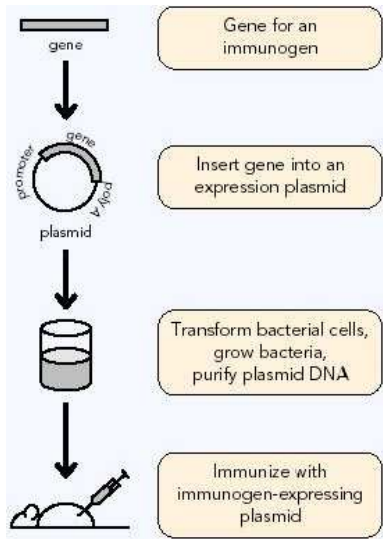 gene
Gene for an
immunogen
promoter
gene
poly A
plasmid
Insert gene into an
expression plasmid
Transform bacterial cells,
grow bacteria,
purify plasmid DNA
Immunize with
immunogen-expressing
plasmid